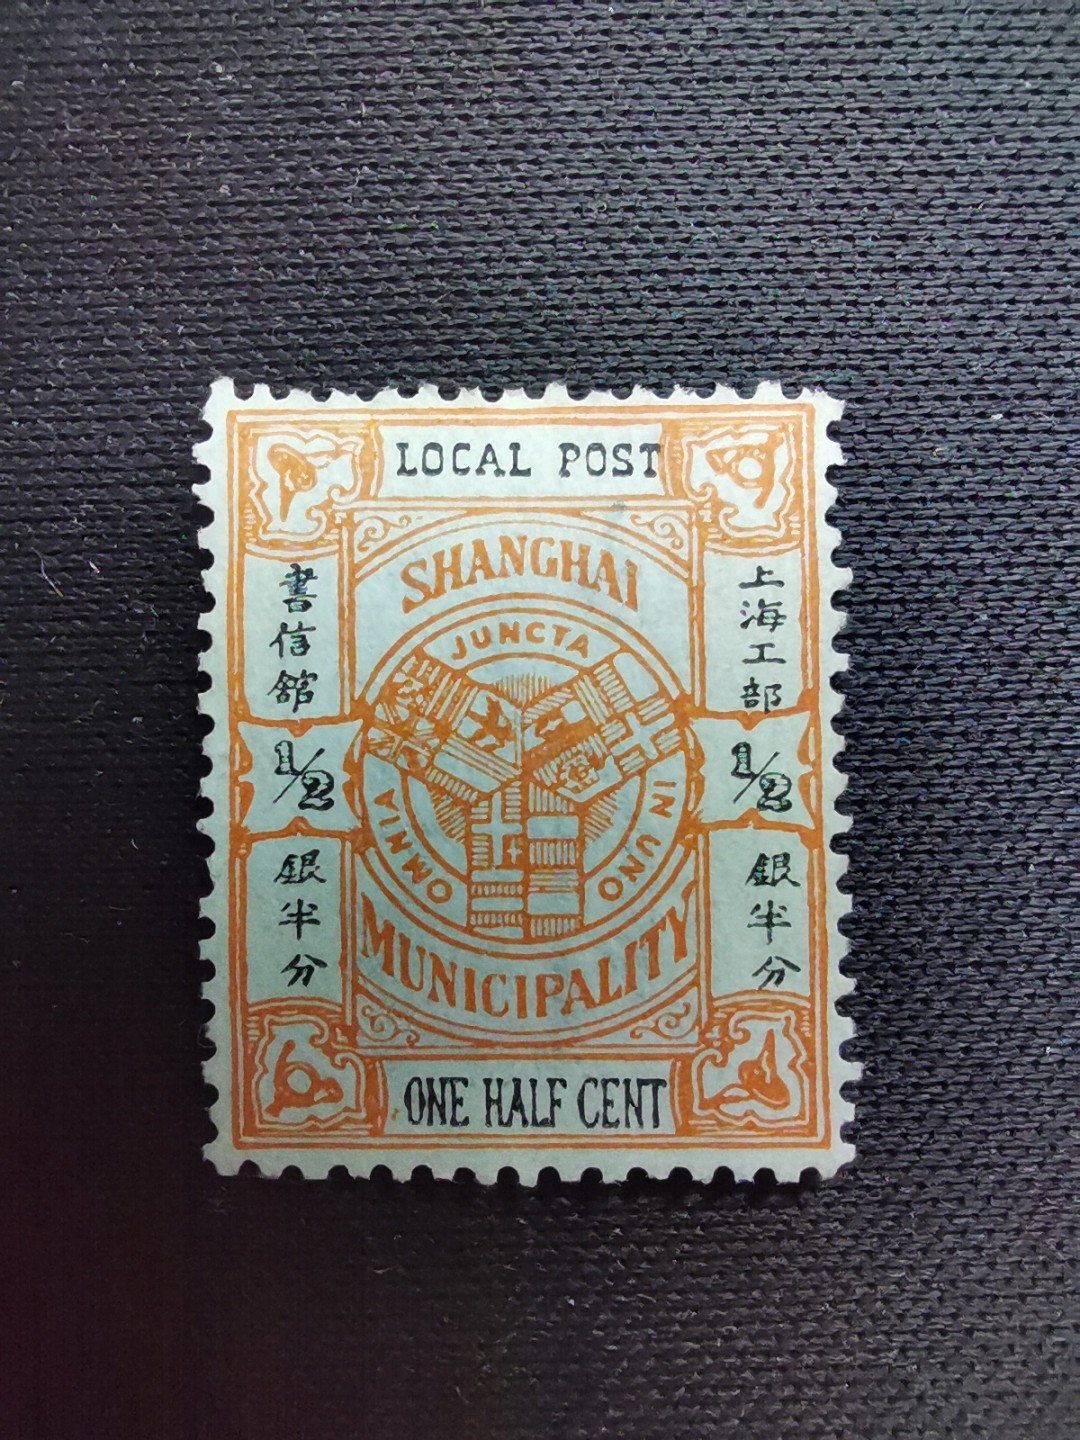 LOCAL POST
SHANGHAI
JUNCTA IN UNO OMNIA
MUNICIPALITY
上海工部
書信館
1/2
1/2
銀半分
銀半分
ONE HALF CENT